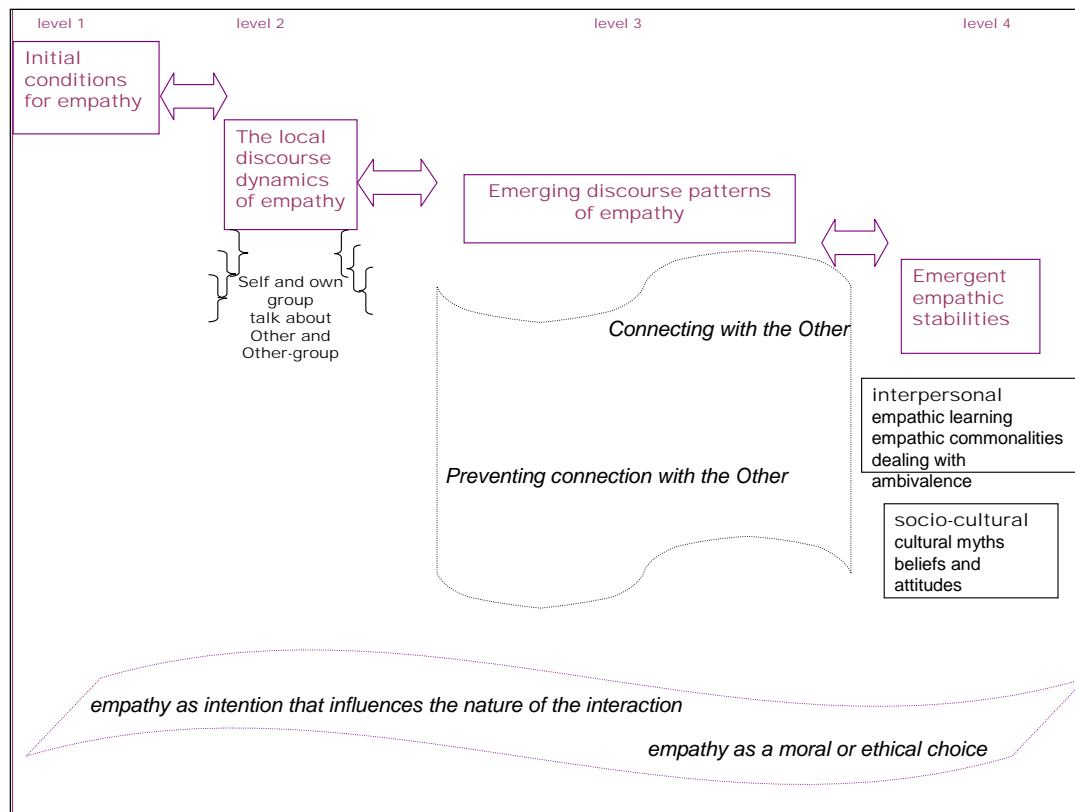 level 1
level 2
level 3
level 4
Initial
conditions
for empathy
The local
discourse
dynamics
of empathy
Self and own
group
talk about
Other and
Other-group
Emerging discourse patterns
of empathy
Connecting with the Other
Preventing connection with the Other
Emergent
empathic
stabilities
interpersonal
empathic learning
empathic commonalities
dealing with
ambivalence
socio-cultural
cultural myths
beliefs and
attitudes
empathy as intention that influences the nature of the interaction
empathy as a moral or ethical choice